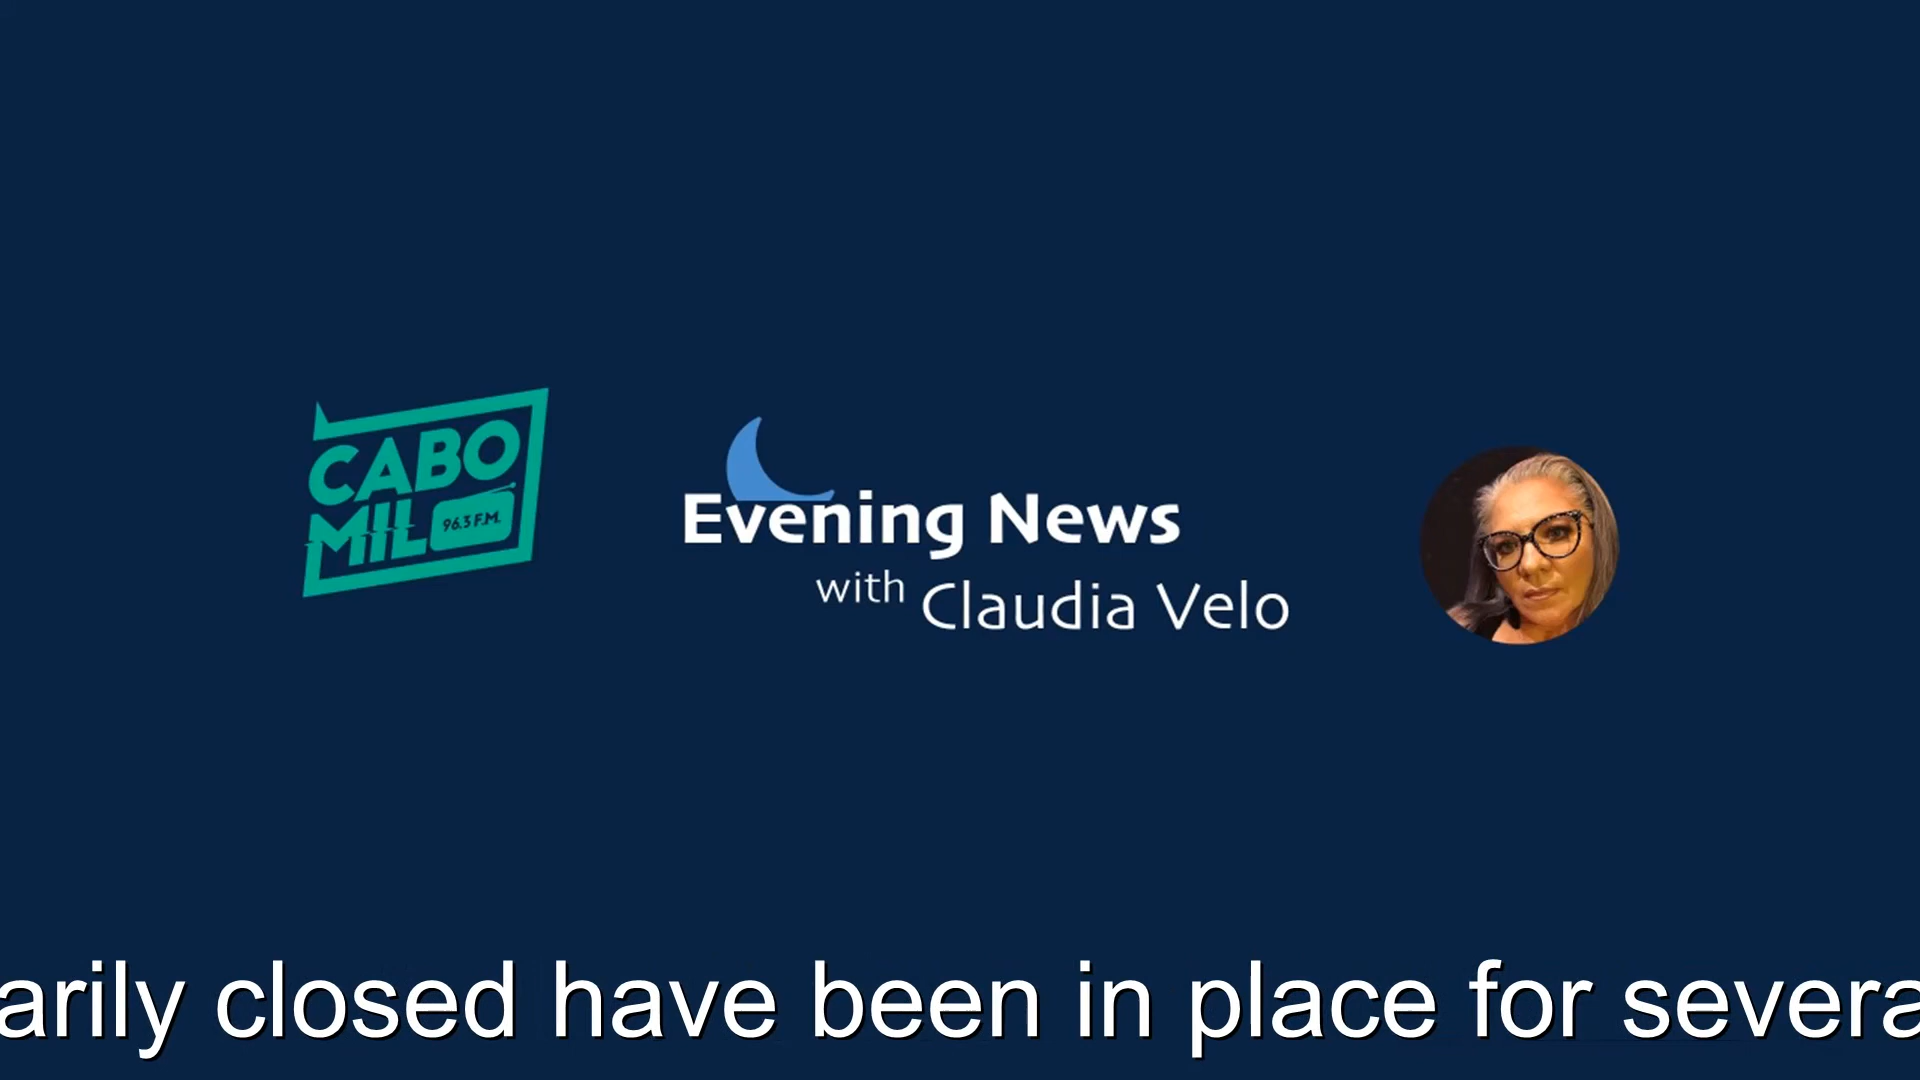 CABO
MIL
96.3 F.M.
Evening News
with Claudia Velo
arily closed have been in place for severa